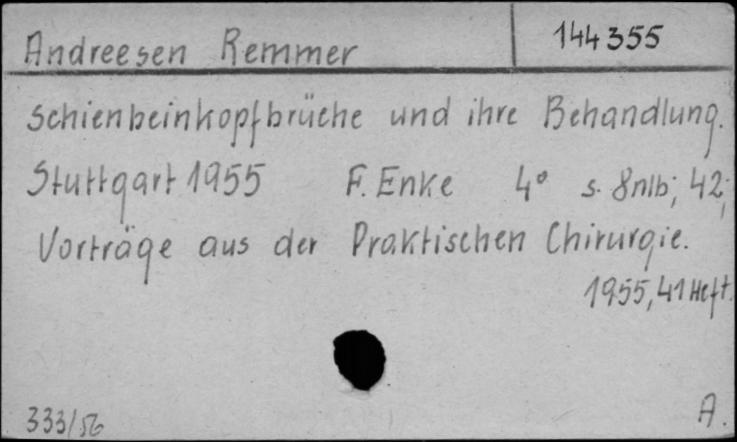 Andreesen Remmer 144355
Schienbeinkopfbrüche und ihre Behandlung.
Stuttgart 1955 F. Enke 4° s. 8nlb; 42;
Vorträge aus der Praktischen Chirurgie.
1955, 41 Heft.
333/56 A.